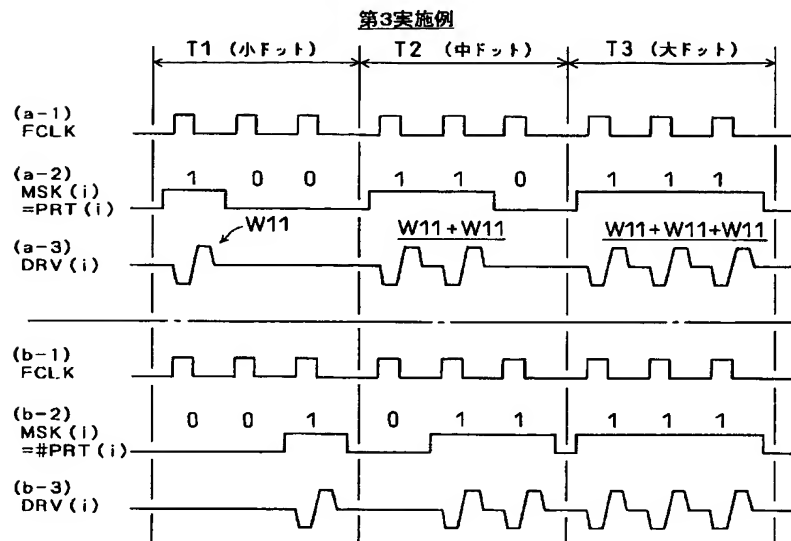 第3実施例
T1 (小ドット) T2 (中ドット) T3 (大ドット)
(a-1)
FCLK
(a-2)
MSK(i)
=PRT(i)
1 0 0 1 1 0 1 1 1
(a-3)
DRV(i)
W11
W11+W11
W11+W11+W11
(b-1)
FCLK
(b-2)
MSK(i)
=#PRT(i)
0 0 1 0 1 1 1 1 1
(b-3)
DRV(i)